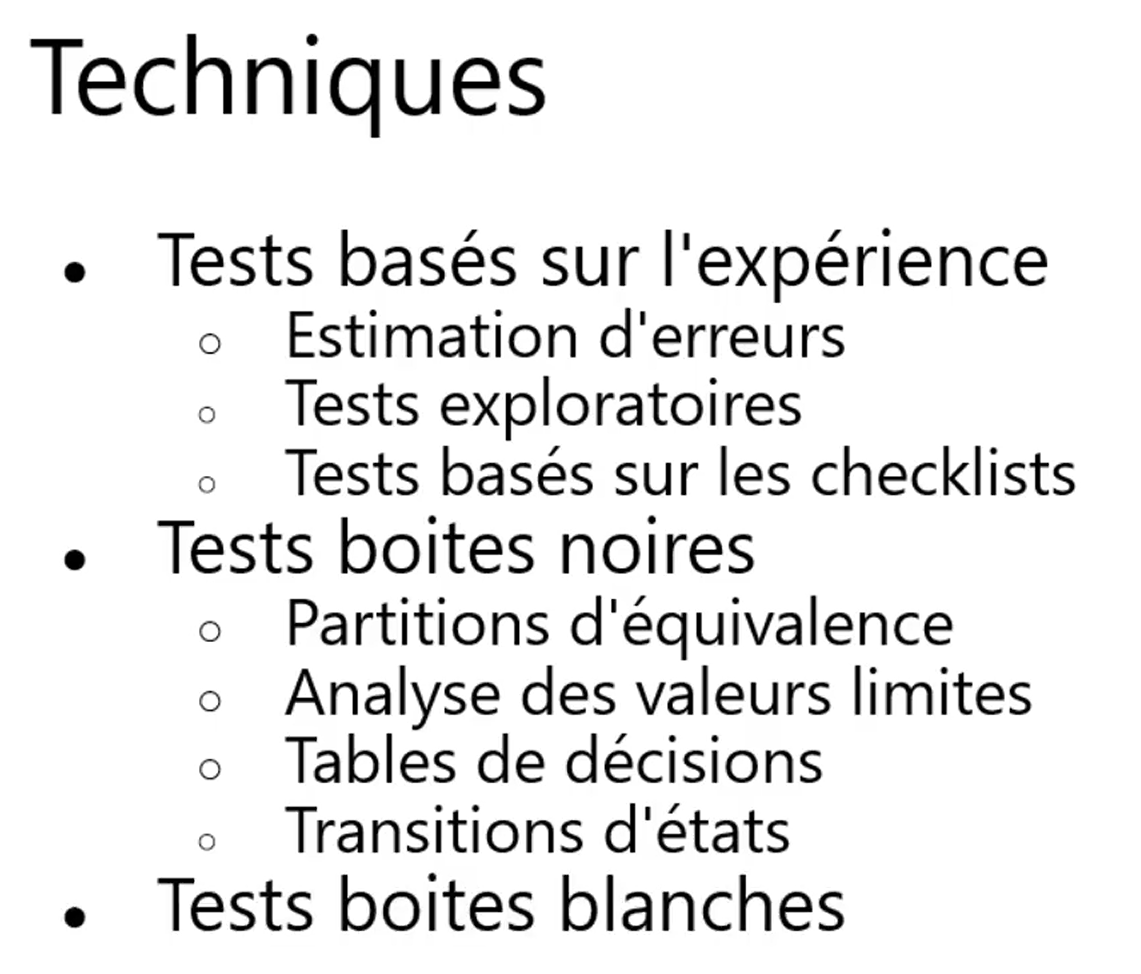 Techniques
• Tests basés sur l'expérience
○ Estimation d'erreurs
○ Tests exploratoires
○ Tests basés sur les checklists
• Tests boites noires
○ Partitions d'équivalence
○ Analyse des valeurs limites
○ Tables de décisions
○ Transitions d'états
• Tests boites blanches